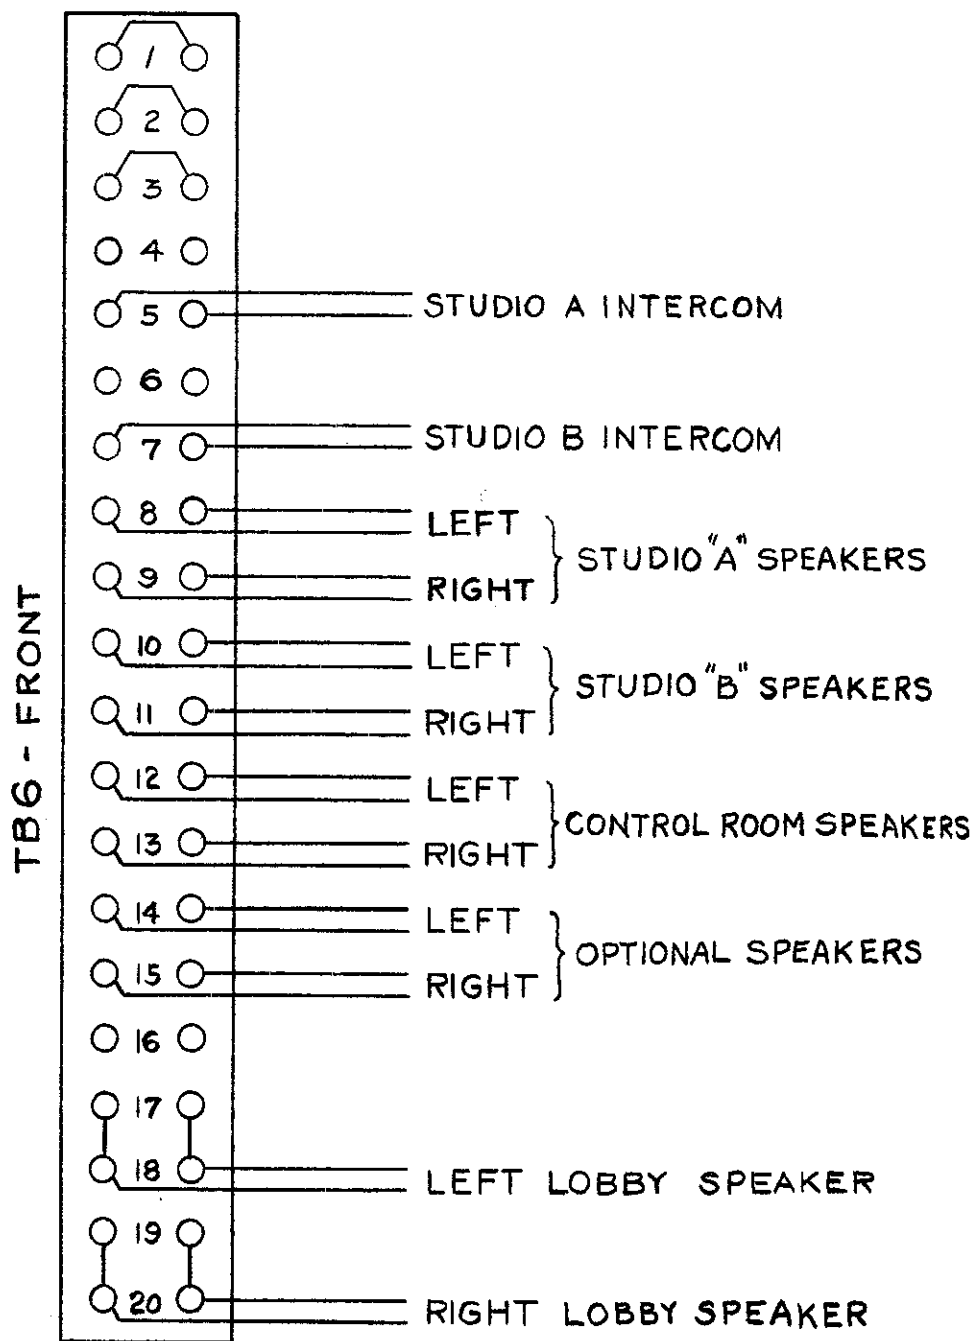 TB6 - FRONT
1
2
3
4
5 STUDIO A INTERCOM
6
7 STUDIO B INTERCOM
8 LEFT
STUDIO "A" SPEAKERS
9 RIGHT
10 LEFT
STUDIO "B" SPEAKERS
11 RIGHT
12 LEFT
CONTROL ROOM SPEAKERS
13 RIGHT
14 LEFT
OPTIONAL SPEAKERS
15 RIGHT
16
17
18 LEFT LOBBY SPEAKER
19
20 RIGHT LOBBY SPEAKER